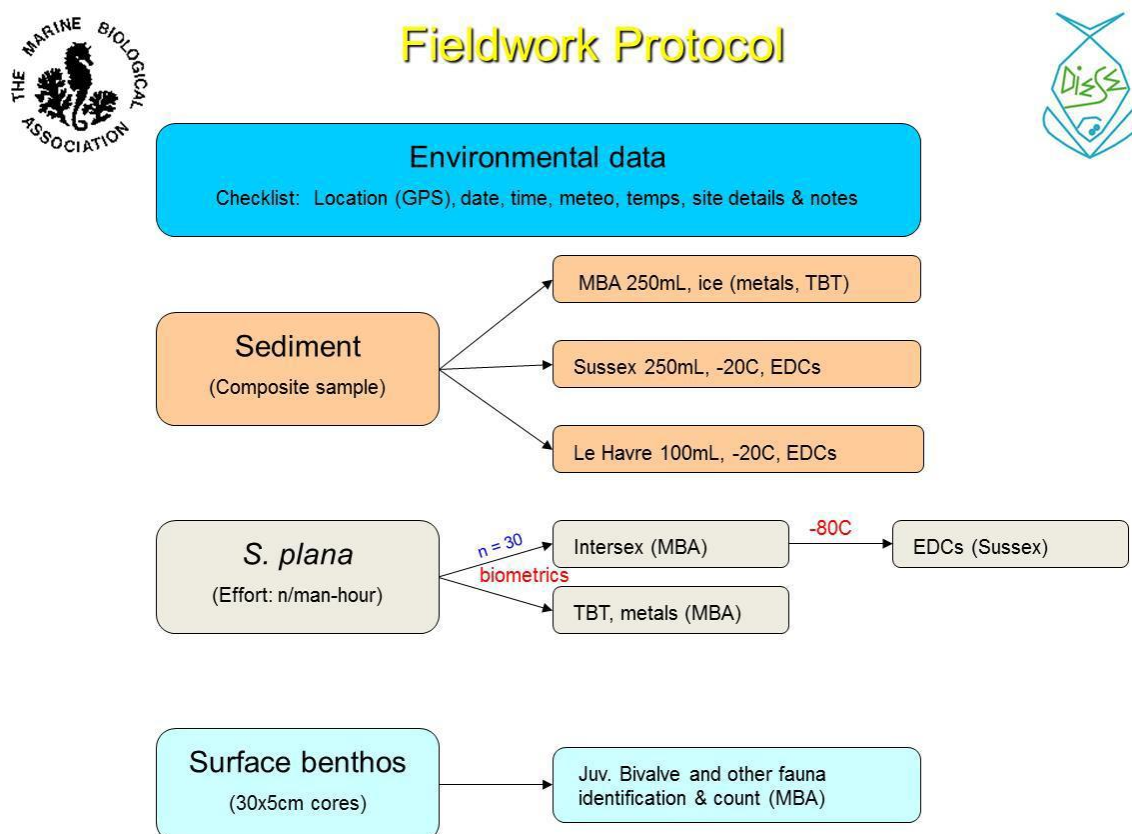 THE MARINE BIOLOGICAL ASSOCIATION
Fieldwork Protocol
DIESE
Environmental data
Checklist: Location (GPS), date, time, meteo, temps, site details & notes
Sediment
(Composite sample)
MBA 250mL, ice (metals, TBT)
Sussex 250mL, -20C, EDCs
Le Havre 100mL, -20C, EDCs
S. plana
(Effort: n/man-hour)
n = 30
biometrics
Intersex (MBA)
-80C
EDCs (Sussex)
TBT, metals (MBA)
Surface benthos
(30x5cm cores)
Juv. Bivalve and other fauna
identification & count (MBA)